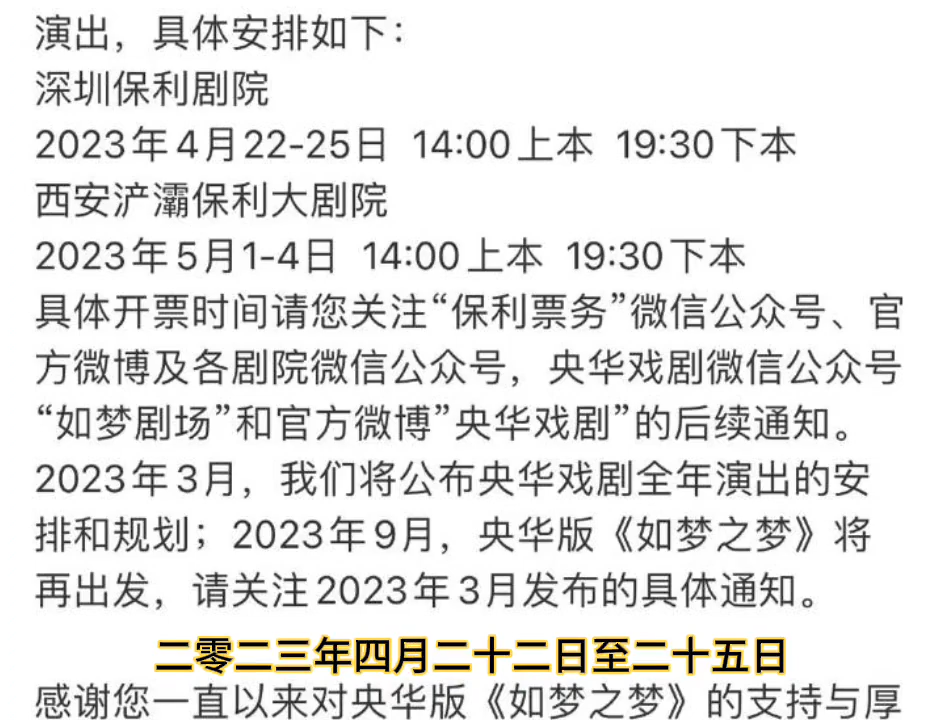 演出，具体安排如下：
深圳保利剧院
2023年4月22-25日 14:00上本 19:30下本
西安浐灞保利大剧院
2023年5月1-4日 14:00上本 19:30下本
具体开票时间请您关注“保利票务”微信公众号、官
方微博及各剧院微信公众号，央华戏剧微信公众号
“如梦剧场”和官方微博”央华戏剧”的后续通知。
2023年3月，我们将公布央华戏剧全年演出的安
排和规划；2023年9月，央华版《如梦之梦》将
再出发，请关注2023年3月发布的具体通知。
二零二三年四月二十二日至二十五日
感谢您一直以来对央华版《如梦之梦》的支持与厚